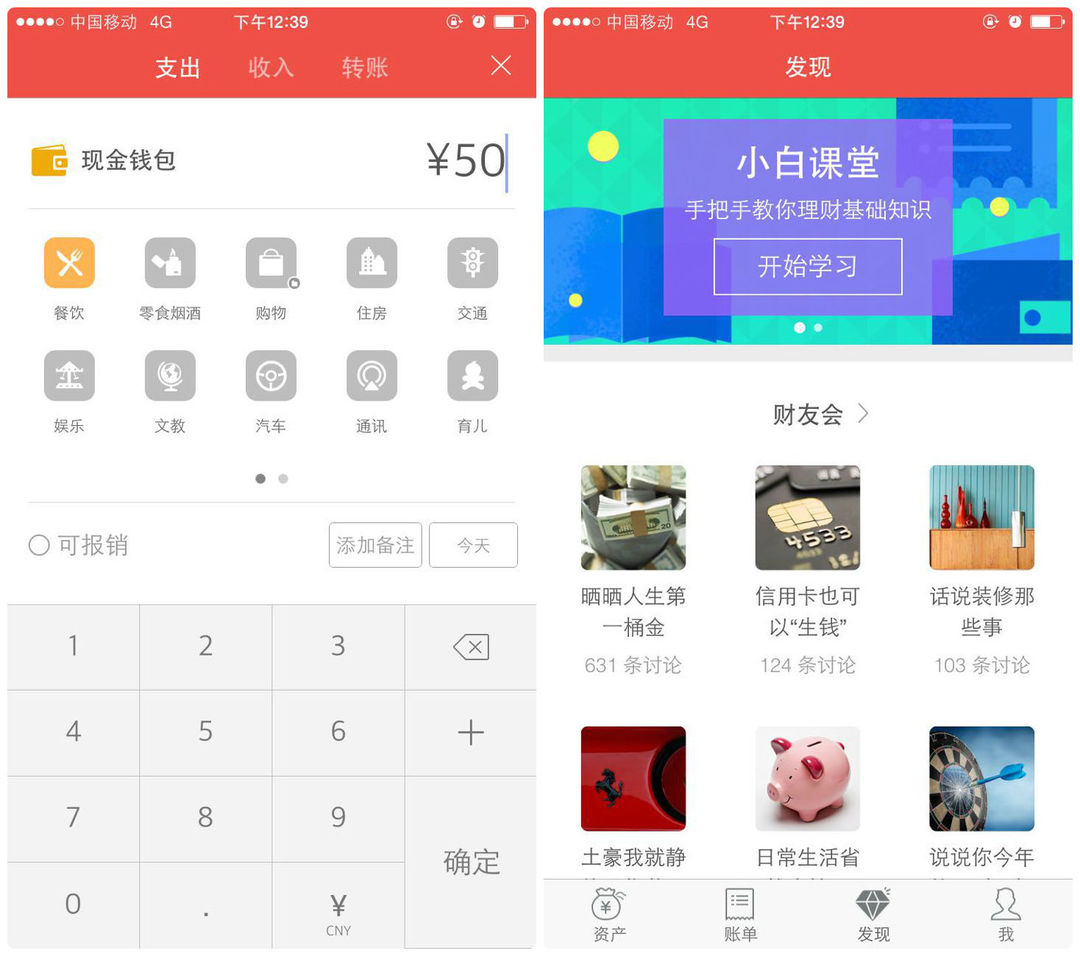 中国移动 4G 下午12:39
支出 收入 转账
现金钱包 ¥50
餐饮 零食烟酒 购物 住房 交通
娱乐 文教 汽车 通讯 育儿
可报销 添加备注 今天
1 2 3
4 5 6 +
7 8 9
确定
0 . ¥
CNY
中国移动 4G 下午12:39
发现
小白课堂
手把手教你理财基础知识
开始学习
财友会
4533
20
晒晒人生第 信用卡也可 话说装修那
一桶金 以“生钱” 些事
631 条讨论 124 条讨论 103 条讨论
土豪我就静 日常生活省 说说你今年
¥
资产 账单 发现 我